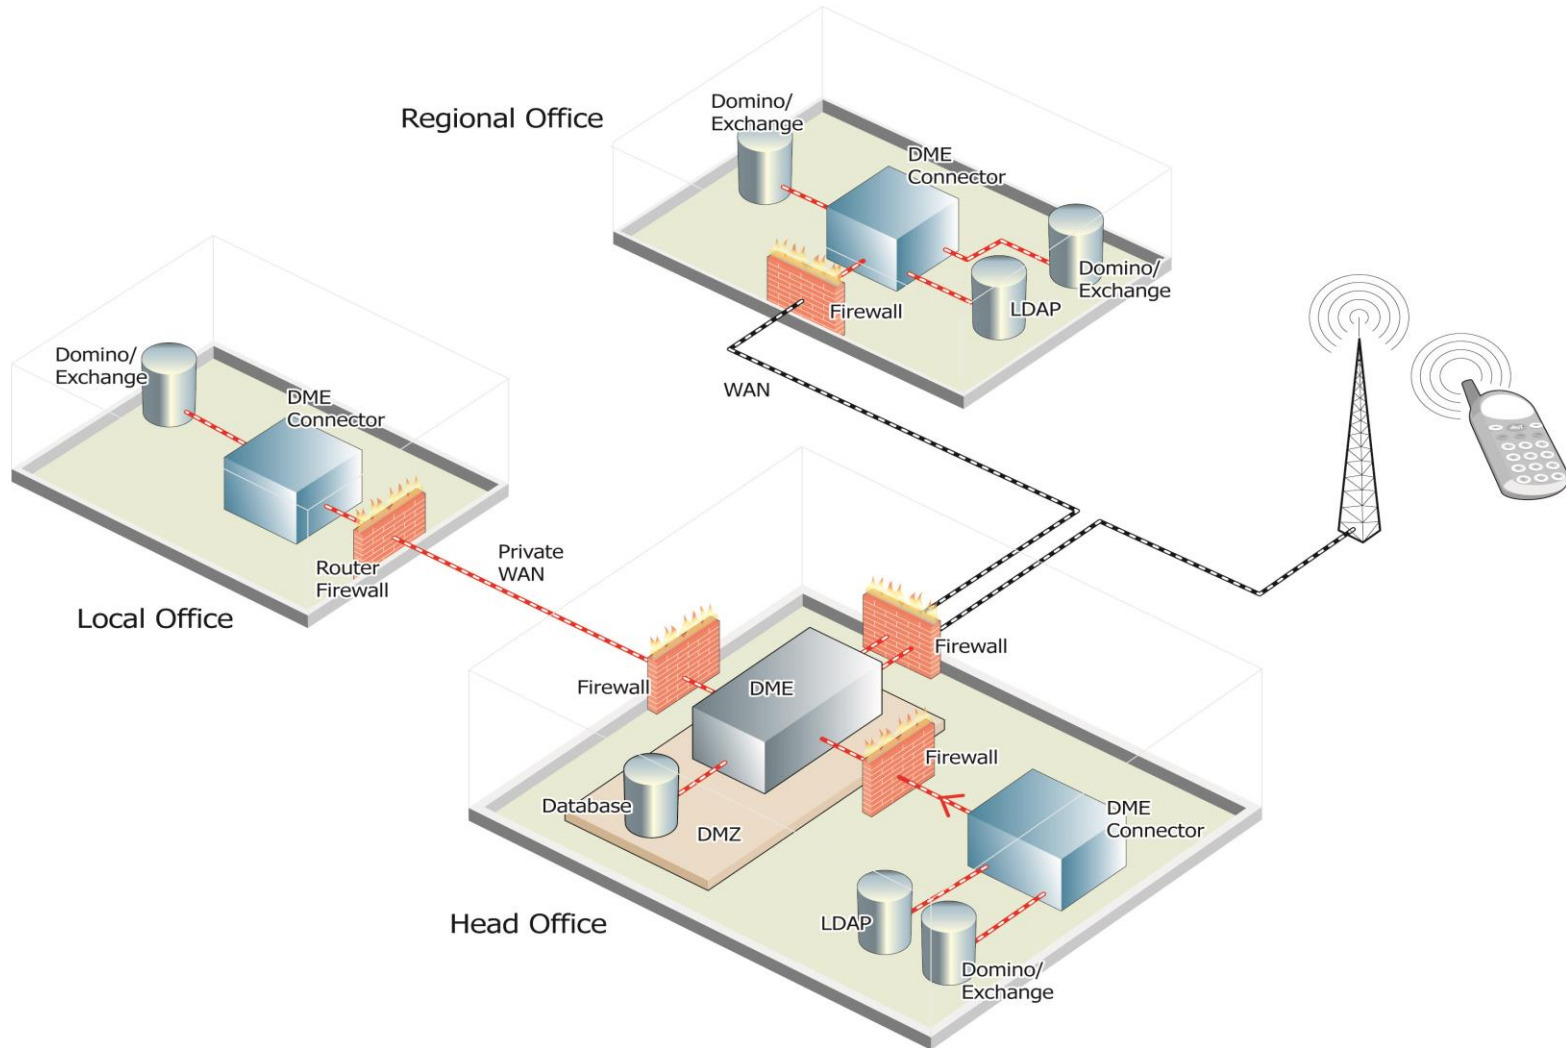 Regional Office
Domino/
Exchange
DME
Connector
Domino/
Exchange
LDAP
Firewall
WAN
Domino/
Exchange
DME
Connector
Router
Firewall
Local Office
Private
WAN
Firewall
DME
Firewall
Firewall
Database
DMZ
DME
Connector
LDAP
Domino/
Exchange
Head Office